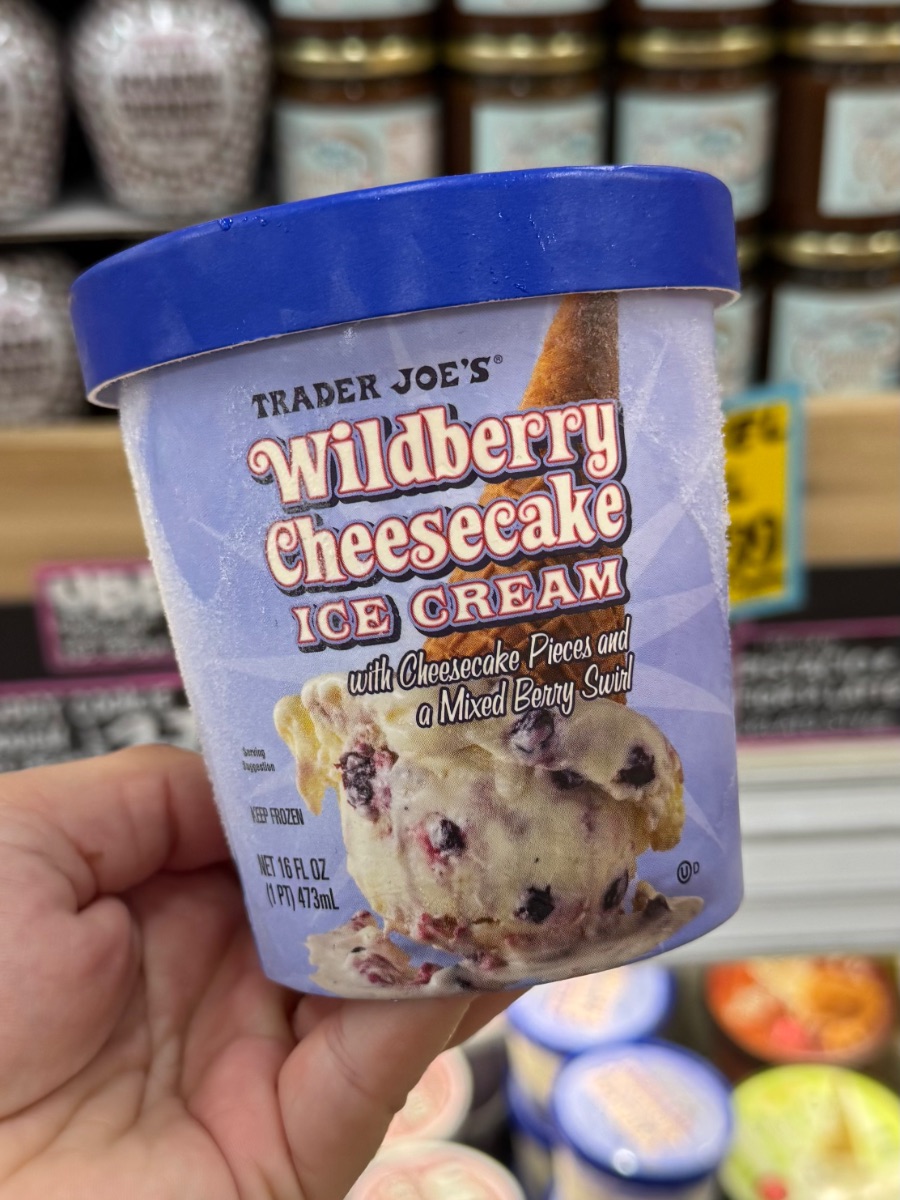 TRADER JOE'S®
Wildberry
Cheesecake
ICE CREAM
with Cheesecake Pieces and
a Mixed Berry Swirl
Serving
Suggestion
KEEP FROZEN
NET 16 FL OZ
(1 PT) 473mL
U D